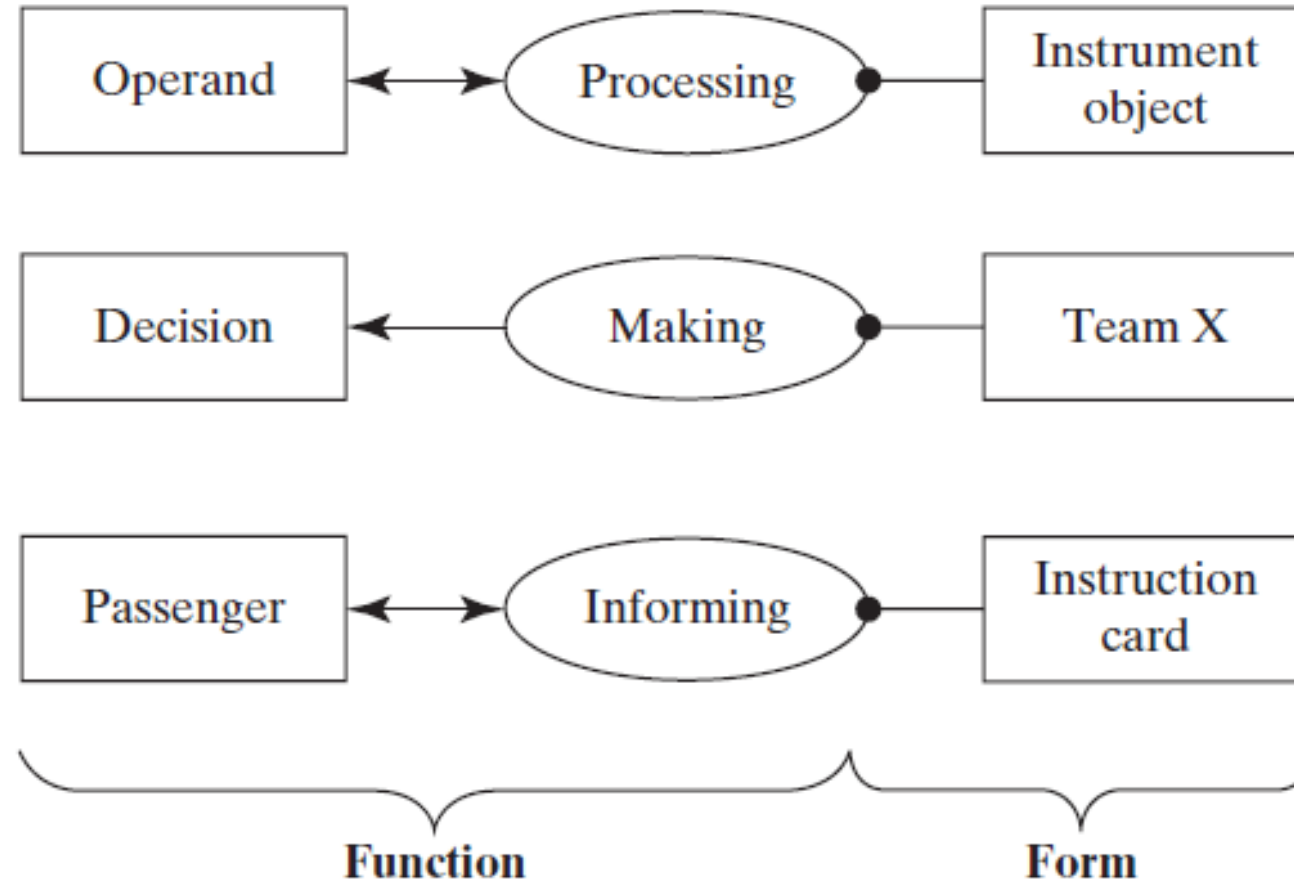 Operand
Processing
Instrument
object
Decision
Making
Team X
Passenger
Informing
Instruction
card
Function
Form